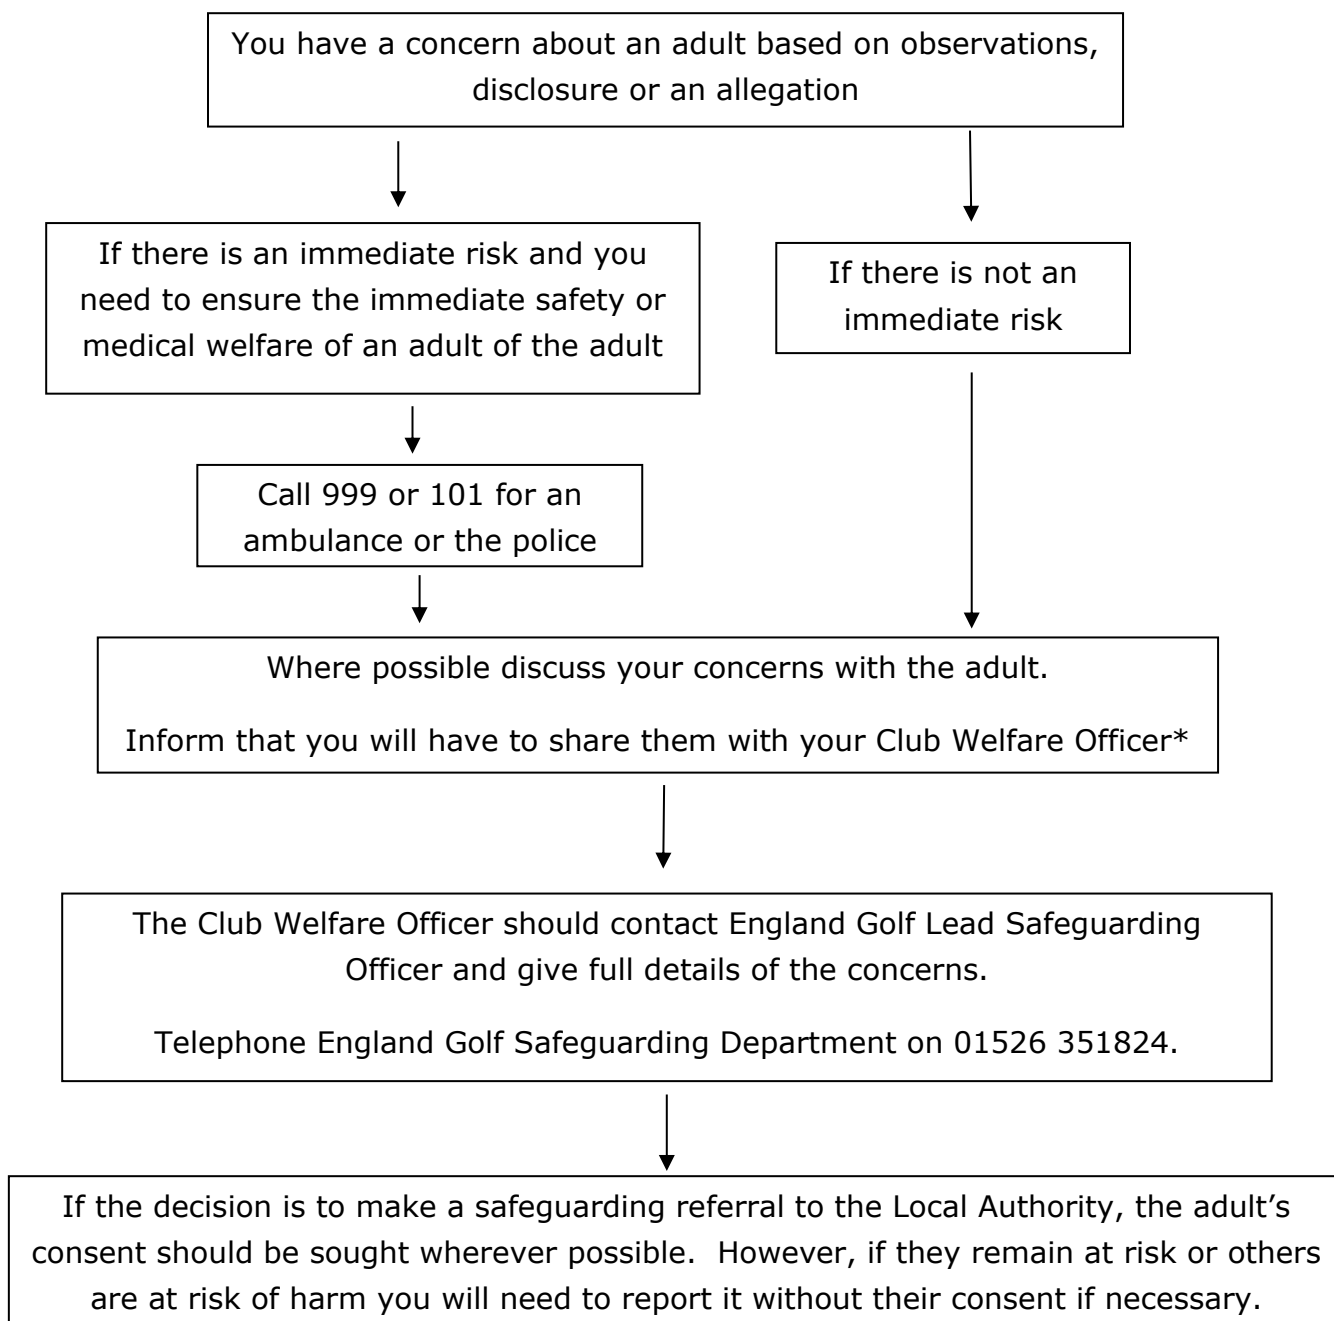 You have a concern about an adult based on observations,
disclosure or an allegation
If there is an immediate risk and you
need to ensure the immediate safety or
medical welfare of an adult of the adult
If there is not an
immediate risk
Call 999 or 101 for an
ambulance or the police
Where possible discuss your concerns with the adult.
Inform that you will have to share them with your Club Welfare Officer*
The Club Welfare Officer should contact England Golf Lead Safeguarding
Officer and give full details of the concerns.
Telephone England Golf Safeguarding Department on 01526 351824.
If the decision is to make a safeguarding referral to the Local Authority, the adult’s
consent should be sought wherever possible.  However, if they remain at risk or others
are at risk of harm you will need to report it without their consent if necessary.